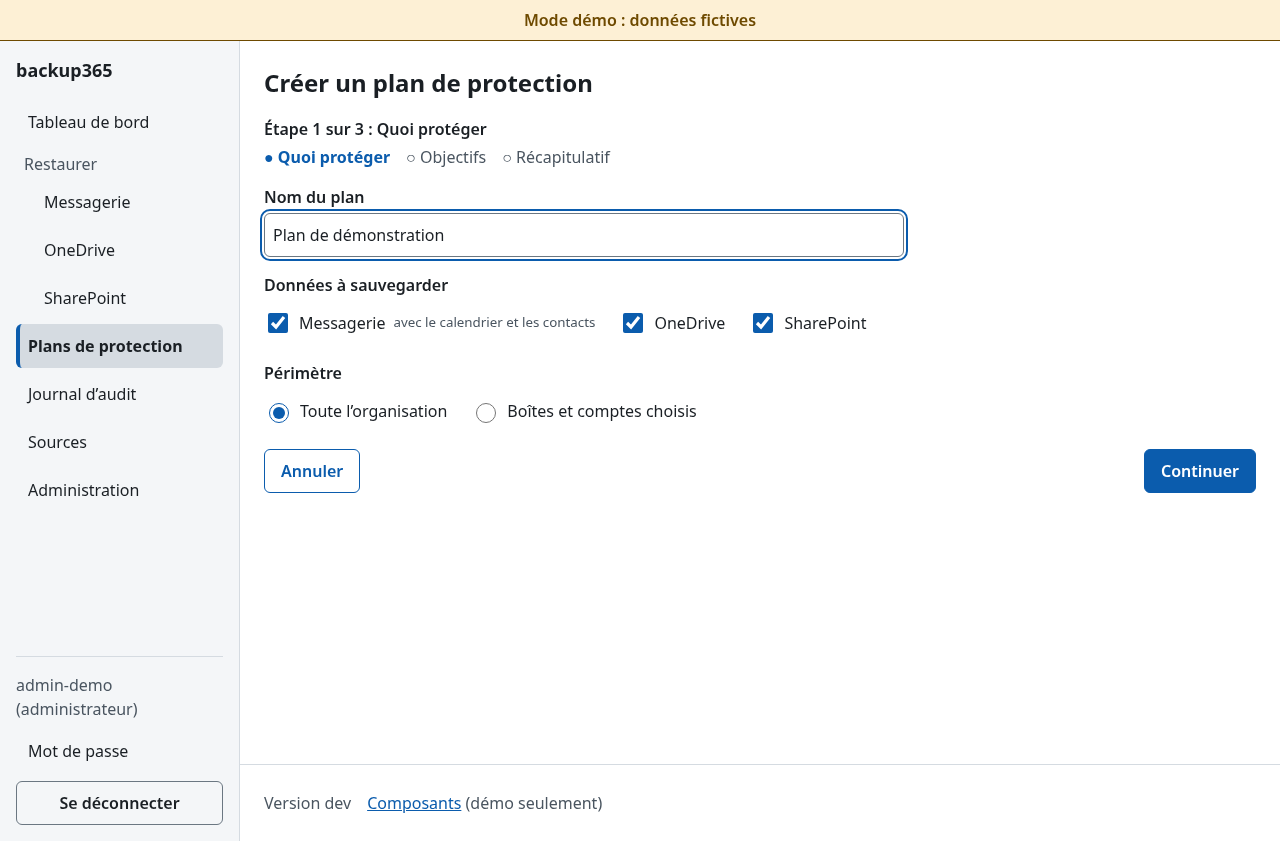 Mode démo : données fictives
backup365
Tableau de bord
Restaurer
Messagerie
OneDrive
SharePoint
Plans de protection
Journal d’audit
Sources
Administration
admin-demo
(administrateur)
Mot de passe
Se déconnecter
Créer un plan de protection
Étape 1 sur 3 : Quoi protéger
● Quoi protéger ○ Objectifs ○ Récapitulatif
Nom du plan
Plan de démonstration
Données à sauvegarder
Messagerie avec le calendrier et les contacts OneDrive SharePoint
Périmètre
Toute l’organisation Boîtes et comptes choisis
Annuler Continuer
Version dev Composants (démo seulement)